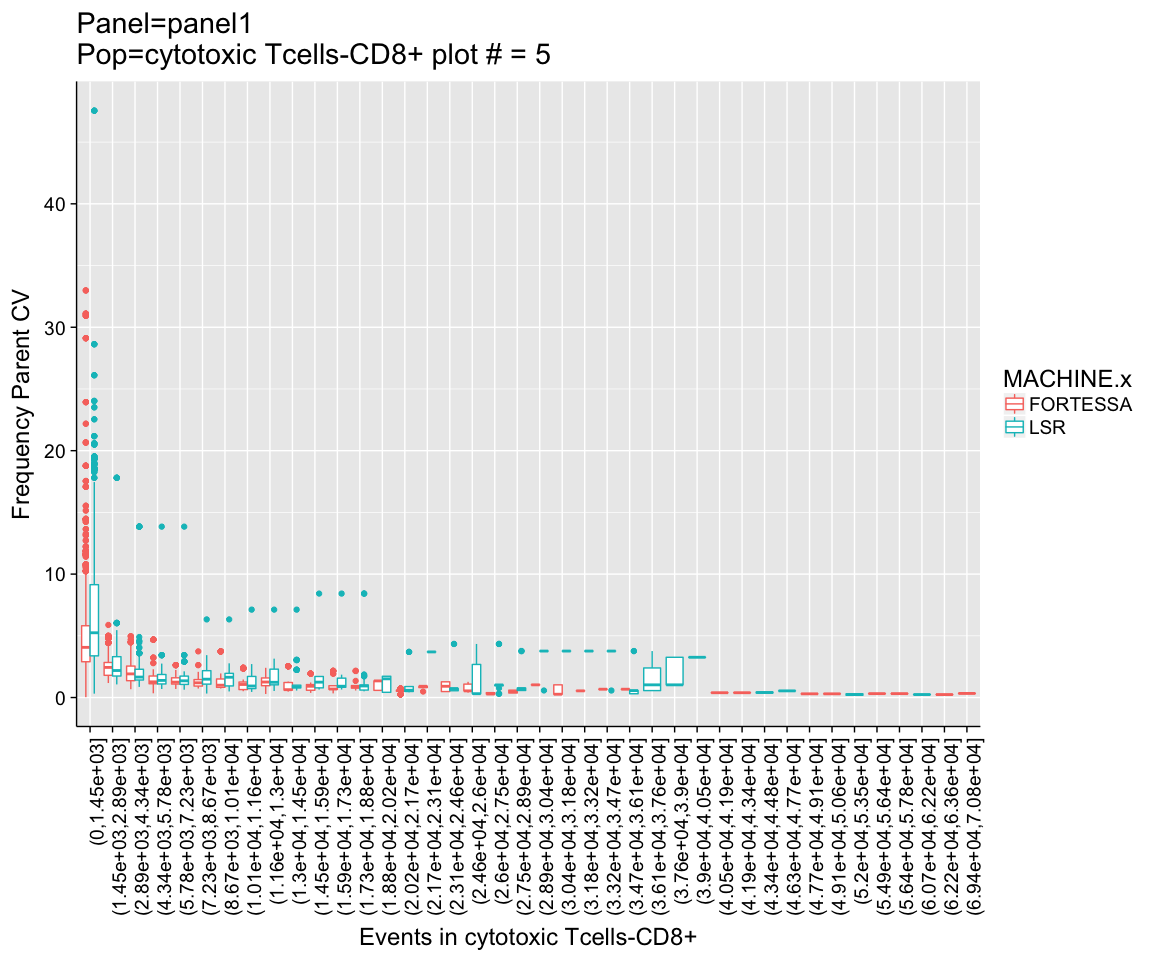 Panel=panel1
Pop=cytotoxic Tcells-CD8+ plot # = 5
Frequency Parent CV
40
30
20
10
0
(0,1.45e+03]
(1.45e+03,2.89e+03]
(2.89e+03,4.34e+03]
(4.34e+03,5.78e+03]
(5.78e+03,7.23e+03]
(7.23e+03,8.67e+03]
(8.67e+03,1.01e+04]
(1.01e+04,1.16e+04]
(1.16e+04,1.3e+04]
(1.3e+04,1.45e+04]
(1.45e+04,1.59e+04]
(1.59e+04,1.73e+04]
(1.73e+04,1.88e+04]
(1.88e+04,2.02e+04]
(2.02e+04,2.17e+04]
(2.17e+04,2.31e+04]
(2.31e+04,2.46e+04]
(2.46e+04,2.6e+04]
(2.6e+04,2.75e+04]
(2.75e+04,2.89e+04]
(2.89e+04,3.04e+04]
(3.04e+04,3.18e+04]
(3.18e+04,3.32e+04]
(3.32e+04,3.47e+04]
(3.47e+04,3.61e+04]
(3.61e+04,3.76e+04]
(3.76e+04,3.9e+04]
(3.9e+04,4.05e+04]
(4.05e+04,4.19e+04]
(4.19e+04,4.34e+04]
(4.34e+04,4.48e+04]
(4.63e+04,4.77e+04]
(4.77e+04,4.91e+04]
(4.91e+04,5.06e+04]
(5.2e+04,5.35e+04]
(5.49e+04,5.64e+04]
(5.64e+04,5.78e+04]
(6.07e+04,6.22e+04]
(6.22e+04,6.36e+04]
(6.94e+04,7.08e+04]
Events in cytotoxic Tcells-CD8+
MACHINE.x
FORTESSA
LSR